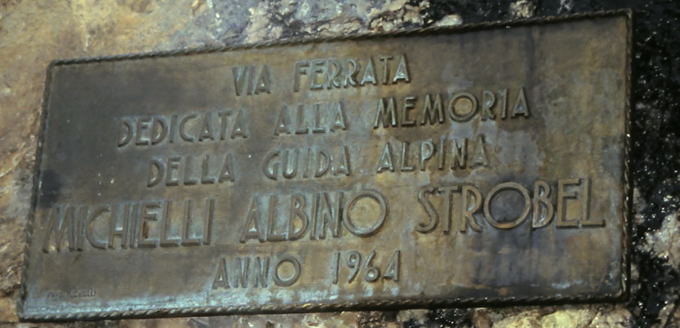 VIA FERRATA
DEDICATA ALLA MEMORIA
DELLA GUIDA ALPINA
MICHIELLI ALBINO STROBEL
ANNO 1964